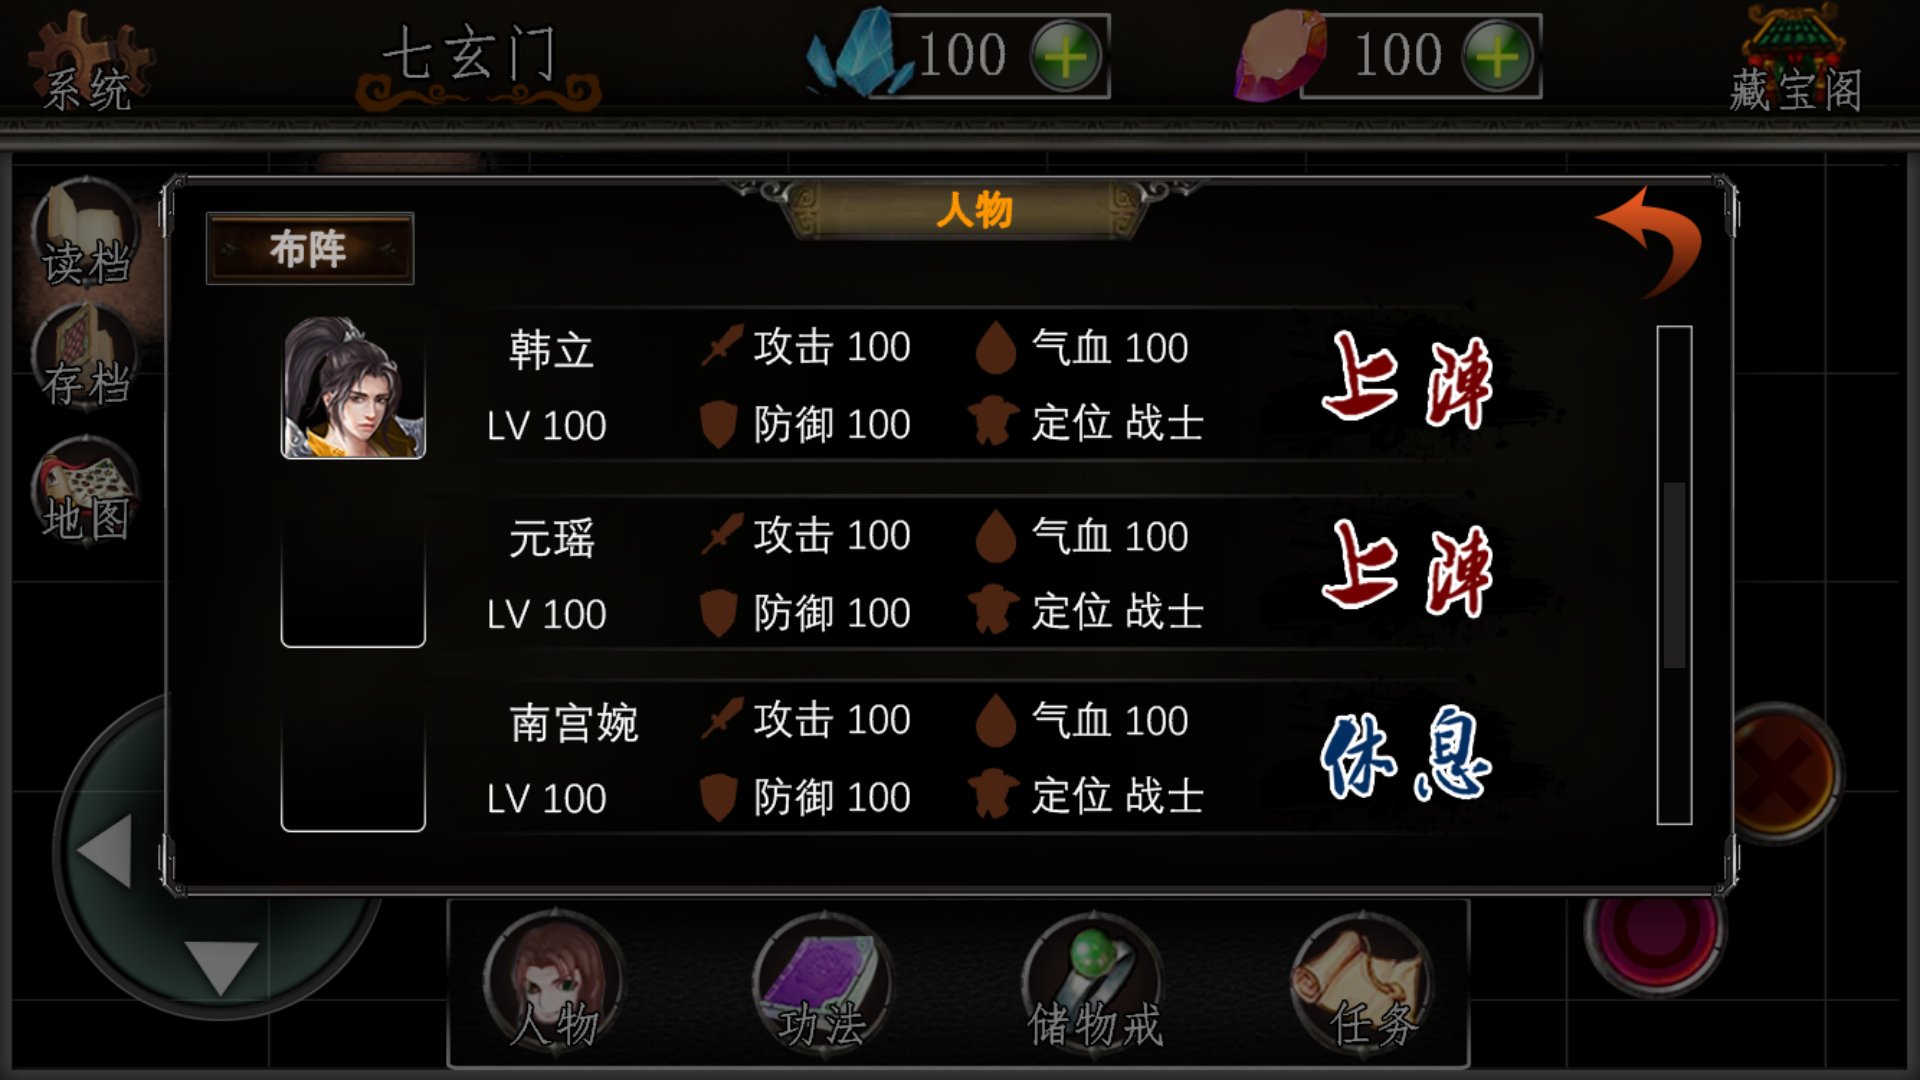 系统
七玄门
100
100
藏宝阁
人物
布阵
读档
存档
地图
韩立 攻击 100 气血 100 上陣
LV 100 防御 100 定位 战士
元瑶 攻击 100 气血 100 上陣
LV 100 防御 100 定位 战士
南宫婉 攻击 100 气血 100 休息
LV 100 防御 100 定位 战士
人物 功法 储物戒 任务